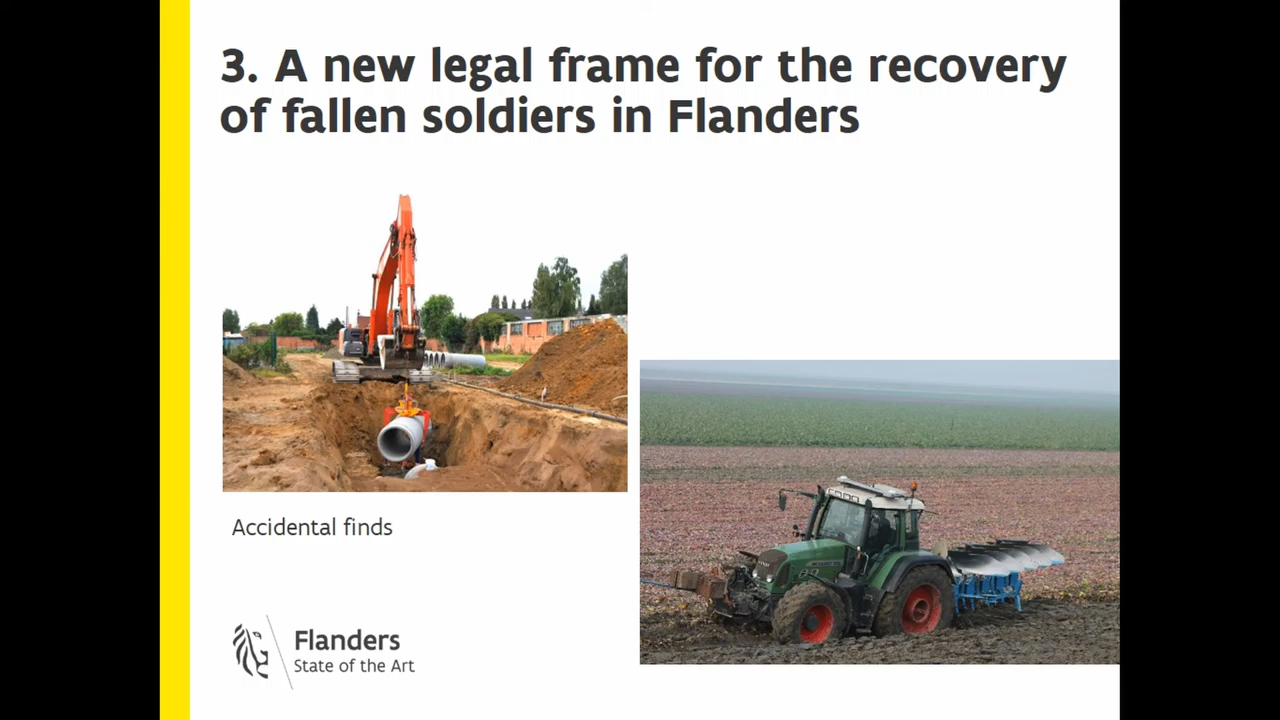 3. A new legal frame for the recovery
of fallen soldiers in Flanders
Accidental finds
Flanders
State of the Art